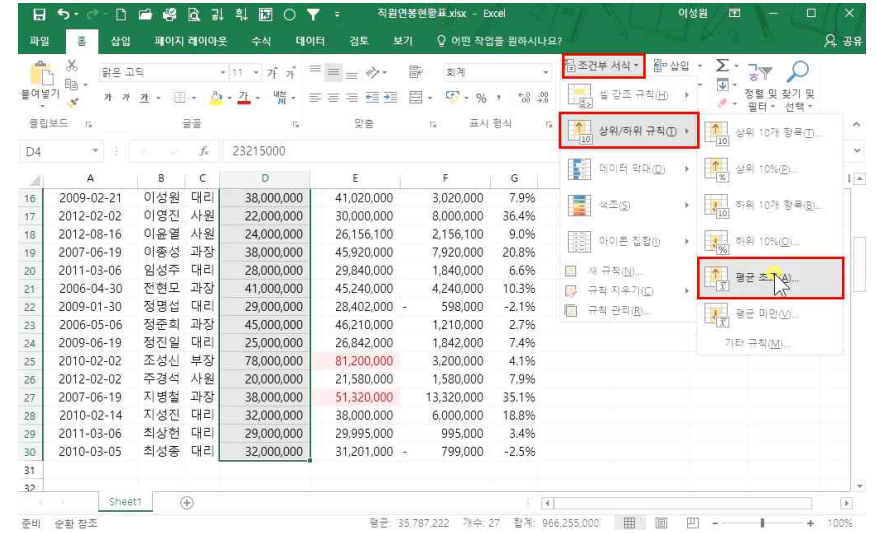 직원연봉현황표.xlsx - Excel 이성원
파일 홈 삽입 페이지 레이아웃 수식 데이터 검토 보기 어떤 작업을 원하시나요? 공유
붙여넣기 맑은 고딕 11 가 가 회계 조건부 서식 삽입 Σ
가 가 가 가 % , 정렬 및 찾기 및
필터 선택
클립보드 글꼴 맞춤 표시 형식
D4 fx 23215000
A B C D E F G
16 2009-02-21 이성원 대리 38,000,000 41,020,000 3,020,000 7.9%
17 2012-02-02 이영진 사원 22,000,000 30,000,000 8,000,000 36.4%
18 2012-08-16 이윤열 사원 24,000,000 26,156,100 2,156,100 9.0%
19 2007-06-19 이종성 과장 38,000,000 45,920,000 7,920,000 20.8%
20 2011-03-06 임성주 대리 28,000,000 29,840,000 1,840,000 6.6%
21 2006-04-30 전현모 과장 41,000,000 45,240,000 4,240,000 10.3%
22 2009-01-30 정명섭 대리 29,000,000 28,402,000 - 598,000 -2.1%
23 2006-05-06 정준희 과장 45,000,000 46,210,000 1,210,000 2.7%
24 2009-06-19 정진일 대리 25,000,000 26,842,000 1,842,000 7.4%
25 2010-02-02 조성신 부장 78,000,000 81,200,000 3,200,000 4.1%
26 2012-02-02 주경석 사원 20,000,000 21,580,000 1,580,000 7.9%
27 2007-06-19 지병철 과장 38,000,000 51,320,000 13,320,000 35.1%
28 2010-02-14 지성진 대리 32,000,000 38,000,000 6,000,000 18.8%
29 2011-03-06 최상헌 대리 29,000,000 29,995,000 995,000 3.4%
30 2010-03-05 최성종 대리 32,000,000 31,201,000 - 799,000 -2.5%
31
32
셀 강조 규칙(H)
상위/하위 규칙(T)
데이터 막대(D)
색조(S)
아이콘 집합(I)
새 규칙(N)...
규칙 지우기(C)
규칙 관리(R)...
상위 10개 항목(T)...
상위 10%(P)...
하위 10개 항목(B)...
하위 10%(O)...
평균 초과(A)...
평균 미만(V)...
기타 규칙(M)...
Sheet1
준비 순환 참조 평균: 35,787,222 개수: 27 합계: 966,255,000 100%